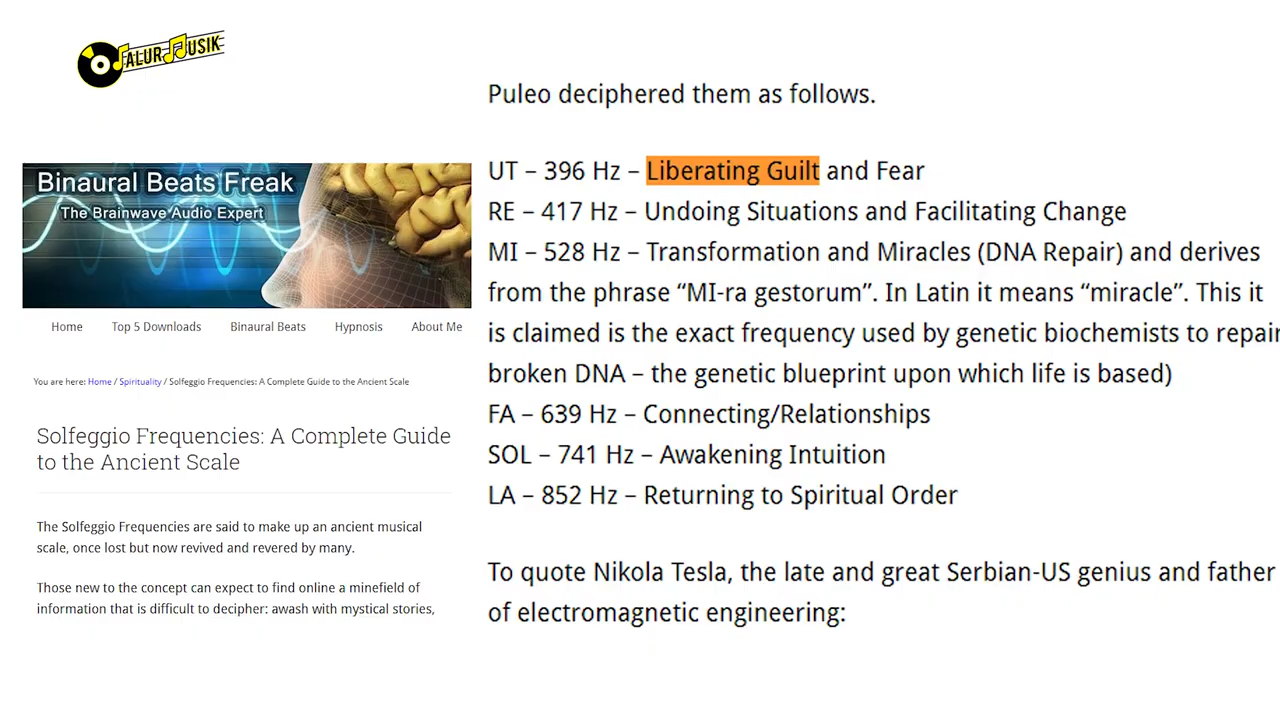 JALUR MUSIK
Binaural Beats Freak
The Brainwave Audio Expert
Home Top 5 Downloads Binaural Beats Hypnosis About Me
You are here: Home / Spirituality / Solfeggio Frequencies: A Complete Guide to the Ancient Scale
Solfeggio Frequencies: A Complete Guide
to the Ancient Scale
The Solfeggio Frequencies are said to make up an ancient musical
scale, once lost but now revived and revered by many.
Those new to the concept can expect to find online a minefield of
information that is difficult to decipher: awash with mystical stories,
Puleo deciphered them as follows.
UT – 396 Hz – Liberating Guilt and Fear
RE – 417 Hz – Undoing Situations and Facilitating Change
MI – 528 Hz – Transformation and Miracles (DNA Repair) and derives
from the phrase “MI-ra gestorum”. In Latin it means “miracle”. This it
is claimed is the exact frequency used by genetic biochemists to repair
broken DNA – the genetic blueprint upon which life is based)
FA – 639 Hz – Connecting/Relationships
SOL – 741 Hz – Awakening Intuition
LA – 852 Hz – Returning to Spiritual Order
To quote Nikola Tesla, the late and great Serbian-US genius and father
of electromagnetic engineering: